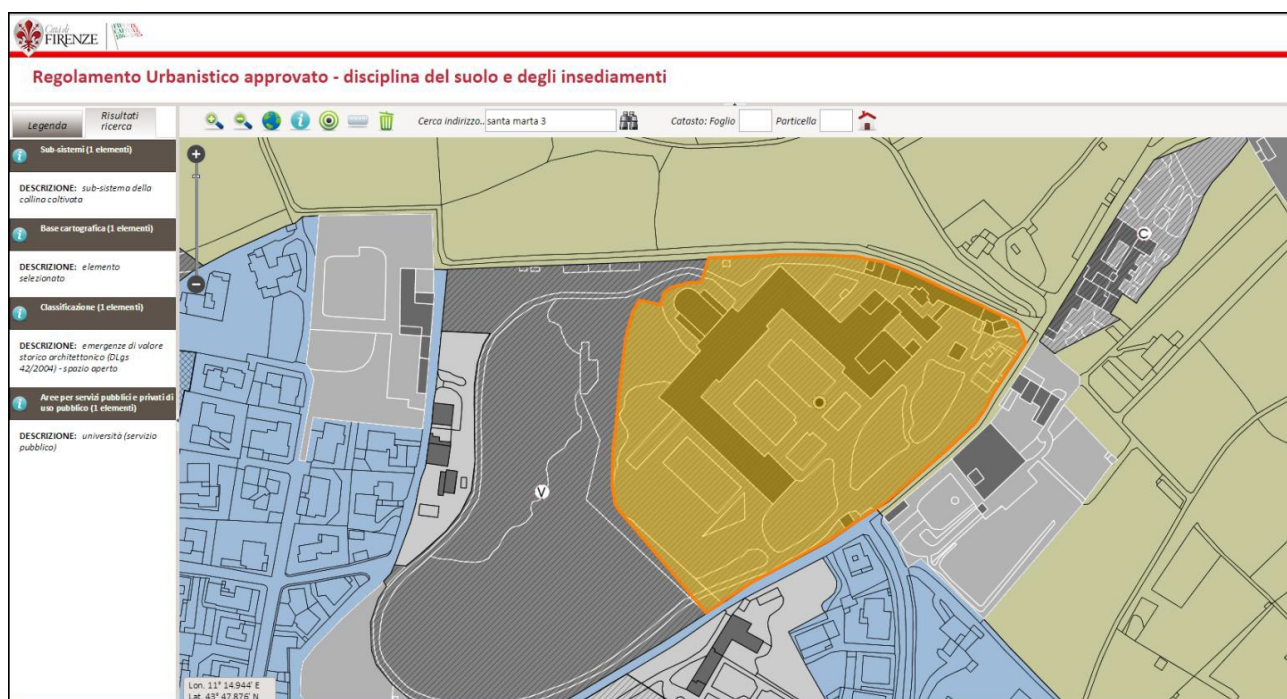 Città di
FIRENZE
Regolamento Urbanistico approvato - disciplina del suolo e degli insediamenti
Legenda
Risultati
ricerca
Cerca indirizzo.. santa marta 3
Catasto: Foglio
Particella
Sub-sistemi (1 elementi)
DESCRIZIONE: sub-sistema della
collina coltivata
Base cartografica (1 elementi)
DESCRIZIONE: elemento
selezionato
Classificazione (1 elementi)
DESCRIZIONE: emergenze di valore
storico architettonico (DLgs
42/2004) - spazio aperto
Aree per servizi pubblici e privati di
uso pubblico (1 elementi)
DESCRIZIONE: università (servizio
pubblico)
C
V
Lon. 11° 14.944' E
Lat. 43° 47.876' N